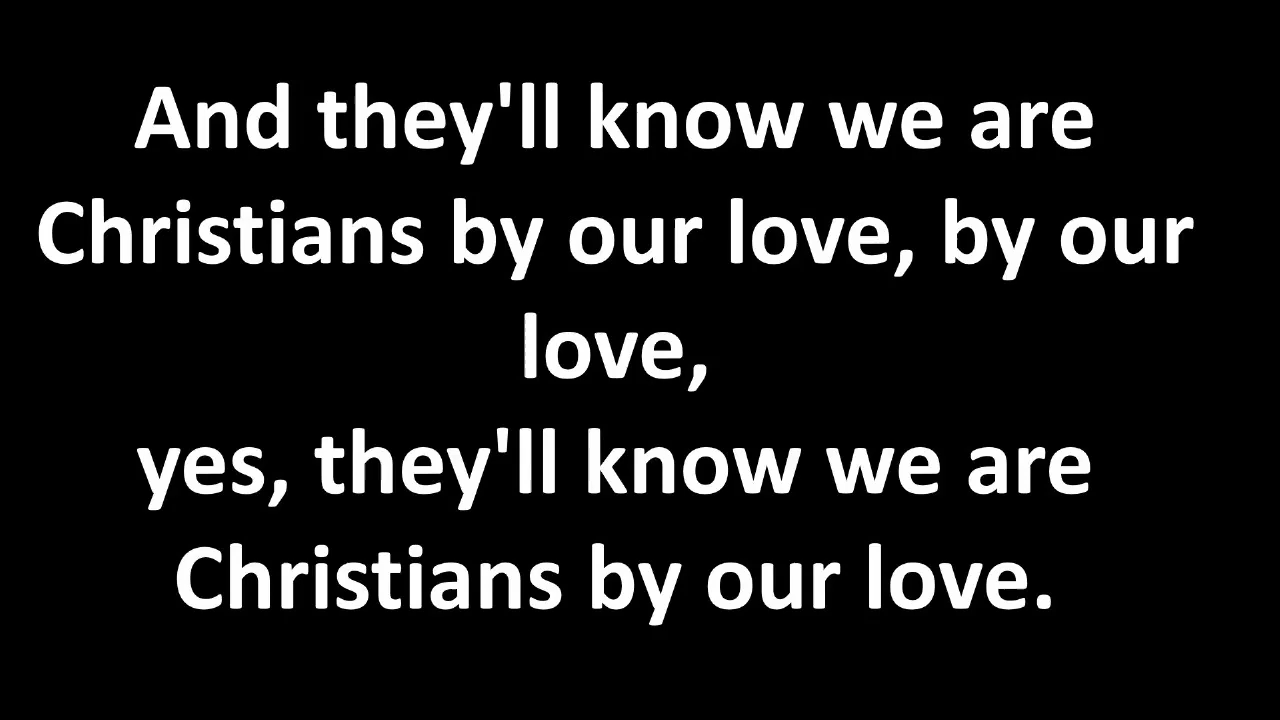 And they'll know we are
Christians by our love, by our
love,
yes, they'll know we are
Christians by our love.